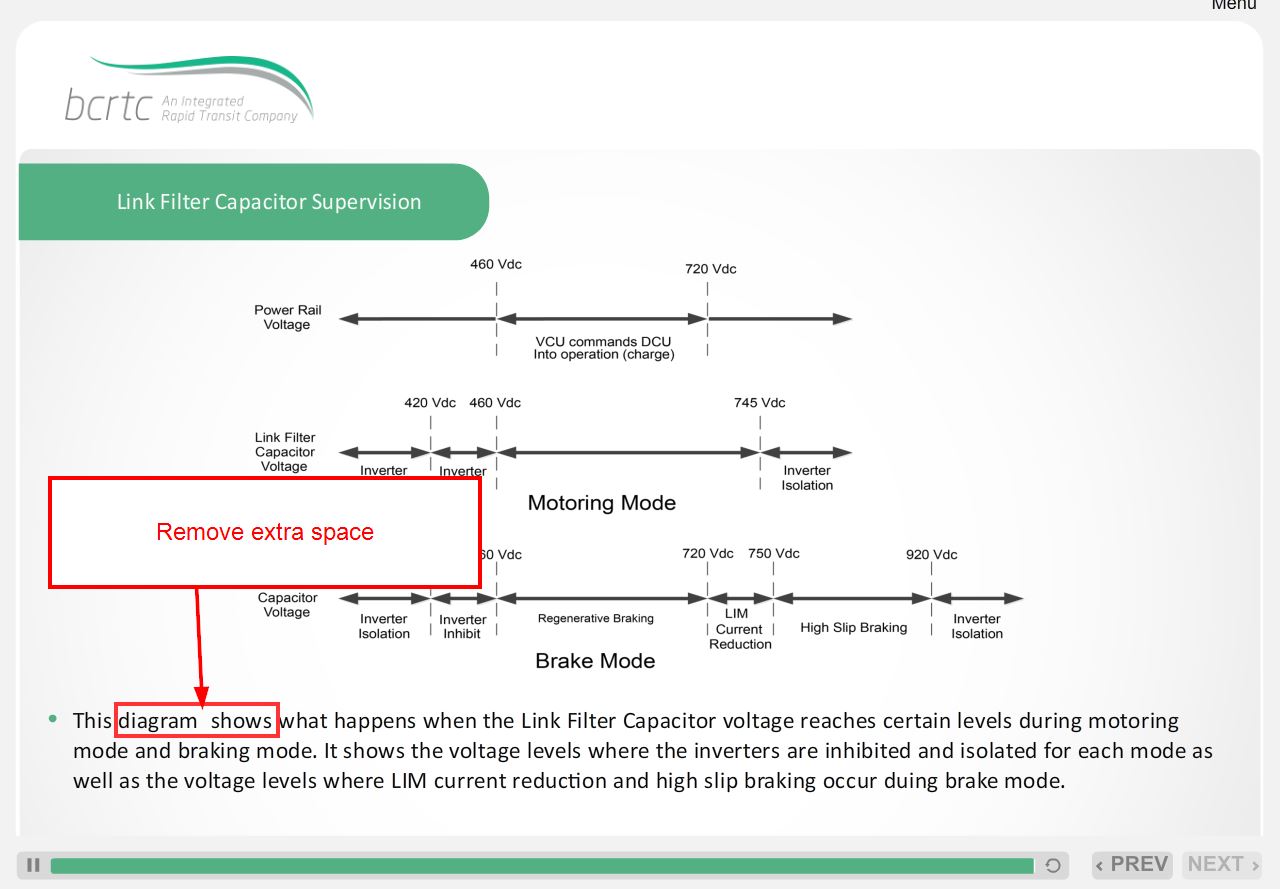 Menu
bcrtc An Integrated
Rapid Transit Company
Link Filter Capacitor Supervision
460 Vdc 720 Vdc
Power Rail
Voltage
VCU commands DCU
Into operation (charge)
420 Vdc 460 Vdc 745 Vdc
Link Filter
Capacitor
Voltage
Inverter Inverter Inverter
Isolation
Motoring Mode
Remove extra space
60 Vdc 720 Vdc 750 Vdc 920 Vdc
Capacitor
Voltage
Inverter
Isolation
Inverter
Inhibit
Regenerative Braking
LIM
Current
Reduction
High Slip Braking
Inverter
Isolation
Brake Mode
• This diagram  shows what happens when the Link Filter Capacitor voltage reaches certain levels during motoring
mode and braking mode. It shows the voltage levels where the inverters are inhibited and isolated for each mode as
well as the voltage levels where LIM current reduction and high slip braking occur duing brake mode.
‹ PREV NEXT ›